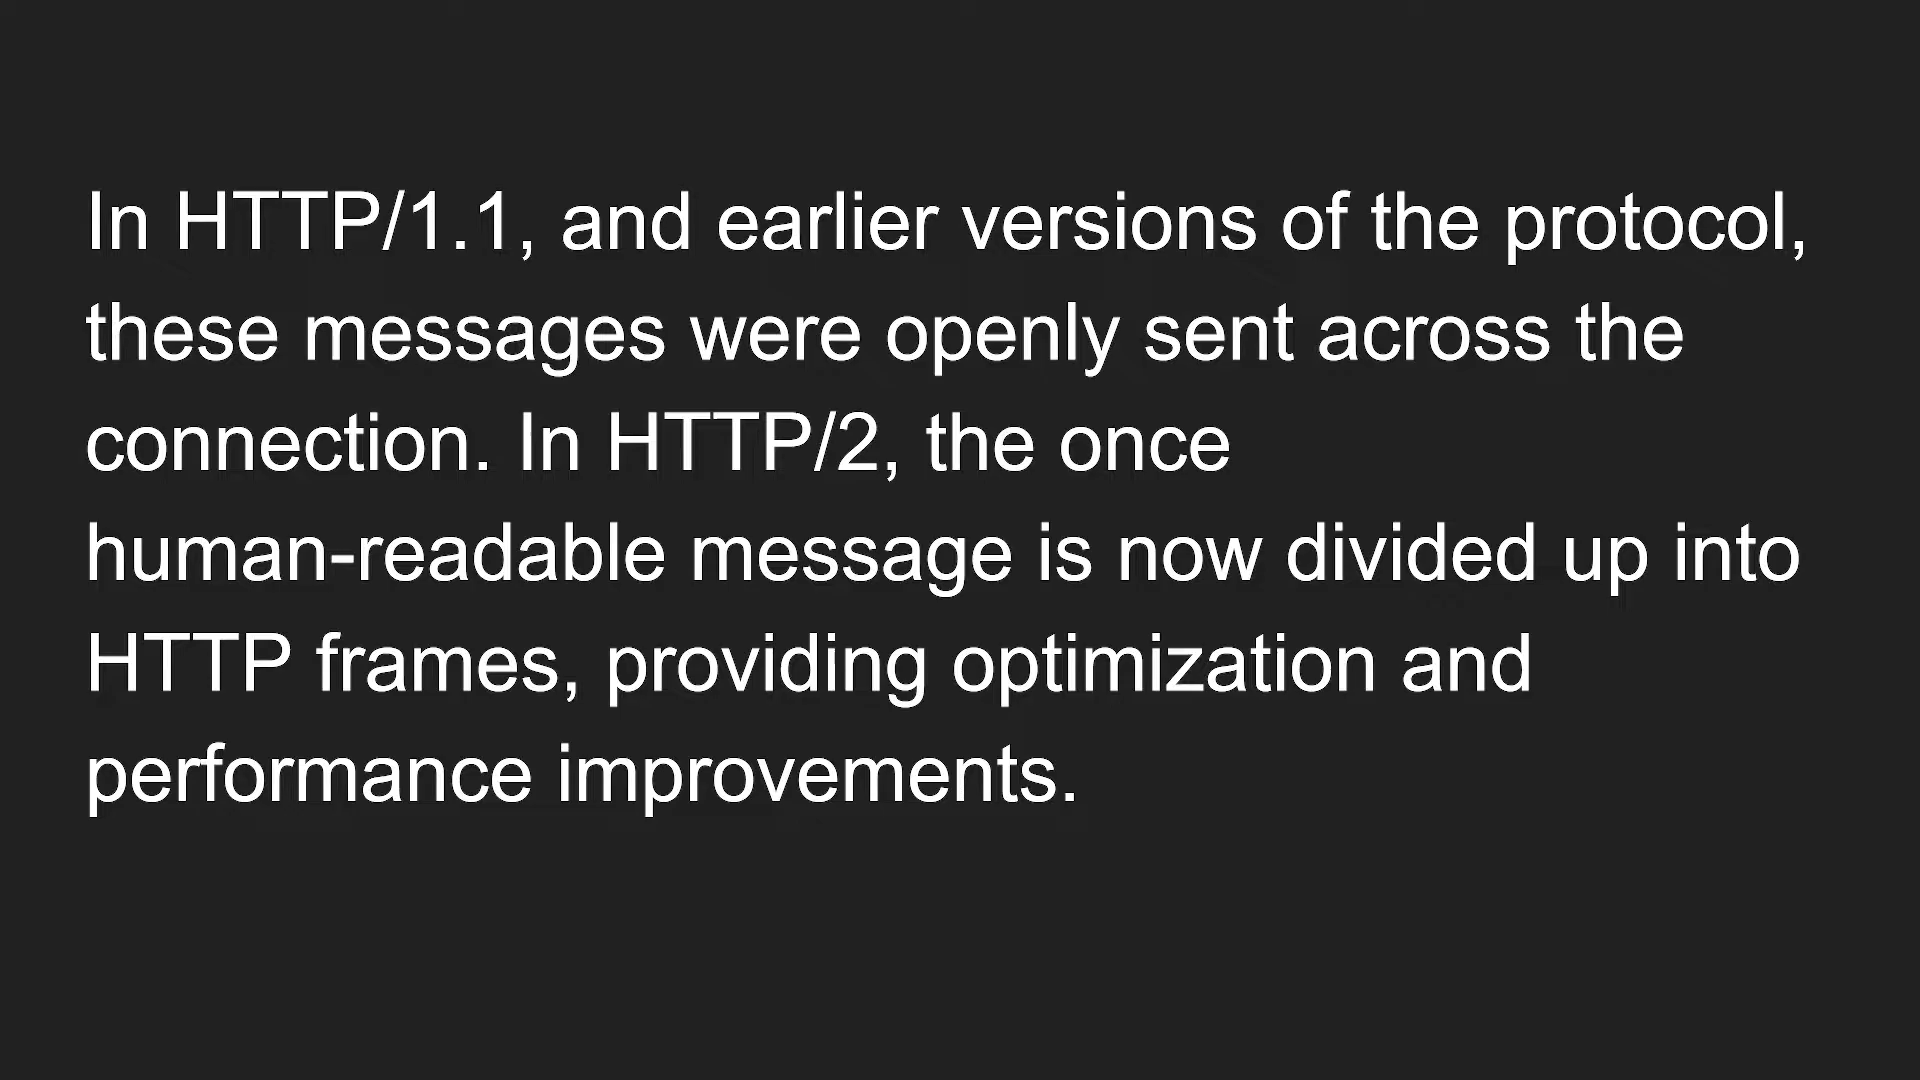 In HTTP/1.1, and earlier versions of the protocol,
these messages were openly sent across the
connection. In HTTP/2, the once
human-readable message is now divided up into
HTTP frames, providing optimization and
performance improvements.